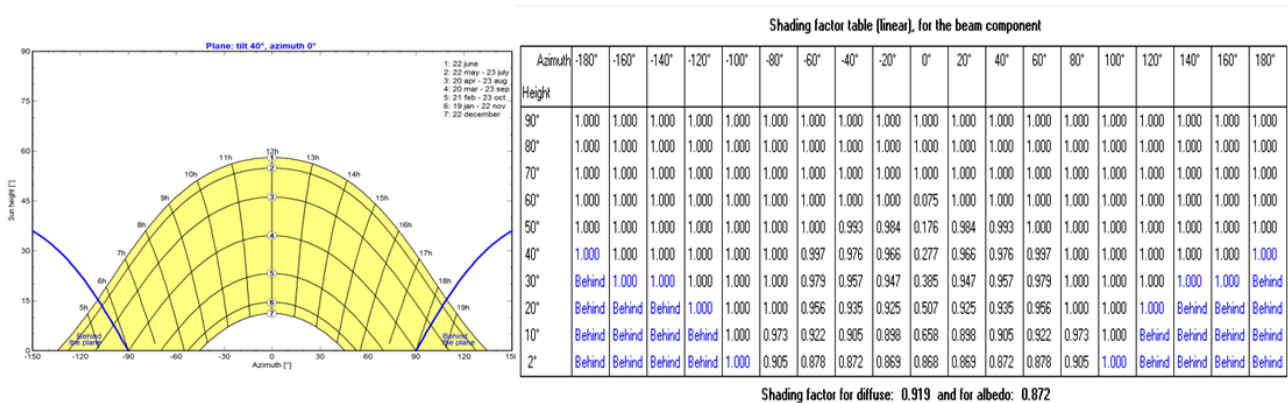 Plane: tilt 40°, azimuth 0°
90
75
60
45
30
15
0
Sun height [°]
1: 22 june
2: 22 may - 23 july
3: 20 apr - 23 aug
4: 20 mar - 23 sep
5: 21 feb - 23 oct
6: 19 jan - 22 nov
7: 22 december
12h
11h 13h
10h 14h
9h 15h
8h 16h
7h 17h
6h 18h
5h 19h
1
2
3
4
5
6
7
Behind
the plane
Behind
the plane
-150 -120 -90 -60 -30 0 30 60 90 120 150
Azimuth [°]
Shading factor table (linear), for the beam component
Azimuth -180° -160° -140° -120° -100° -80° -60° -40° -20° 0° 20° 40° 60° 80° 100° 120° 140° 160° 180°
Height
90° 1.000 1.000 1.000 1.000 1.000 1.000 1.000 1.000 1.000 1.000 1.000 1.000 1.000 1.000 1.000 1.000 1.000 1.000 1.000
80° 1.000 1.000 1.000 1.000 1.000 1.000 1.000 1.000 1.000 1.000 1.000 1.000 1.000 1.000 1.000 1.000 1.000 1.000 1.000
70° 1.000 1.000 1.000 1.000 1.000 1.000 1.000 1.000 1.000 1.000 1.000 1.000 1.000 1.000 1.000 1.000 1.000 1.000 1.000
60° 1.000 1.000 1.000 1.000 1.000 1.000 1.000 1.000 1.000 0.075 1.000 1.000 1.000 1.000 1.000 1.000 1.000 1.000 1.000
50° 1.000 1.000 1.000 1.000 1.000 1.000 1.000 0.993 0.984 0.176 0.984 0.993 1.000 1.000 1.000 1.000 1.000 1.000 1.000
40° 1.000 1.000 1.000 1.000 1.000 1.000 0.997 0.976 0.966 0.277 0.966 0.976 0.997 1.000 1.000 1.000 1.000 1.000 1.000
30° Behind 1.000 1.000 1.000 1.000 1.000 0.979 0.957 0.947 0.385 0.947 0.957 0.979 1.000 1.000 1.000 1.000 1.000 Behind
20° Behind Behind Behind 1.000 1.000 1.000 0.956 0.935 0.925 0.507 0.925 0.935 0.956 1.000 1.000 1.000 Behind Behind Behind
10° Behind Behind Behind Behind 1.000 0.973 0.922 0.905 0.898 0.658 0.898 0.905 0.922 0.973 1.000 Behind Behind Behind Behind
2° Behind Behind Behind Behind 1.000 0.905 0.878 0.872 0.869 0.868 0.869 0.872 0.878 0.905 1.000 Behind Behind Behind Behind
Shading factor for diffuse: 0.919 and for albedo: 0.872